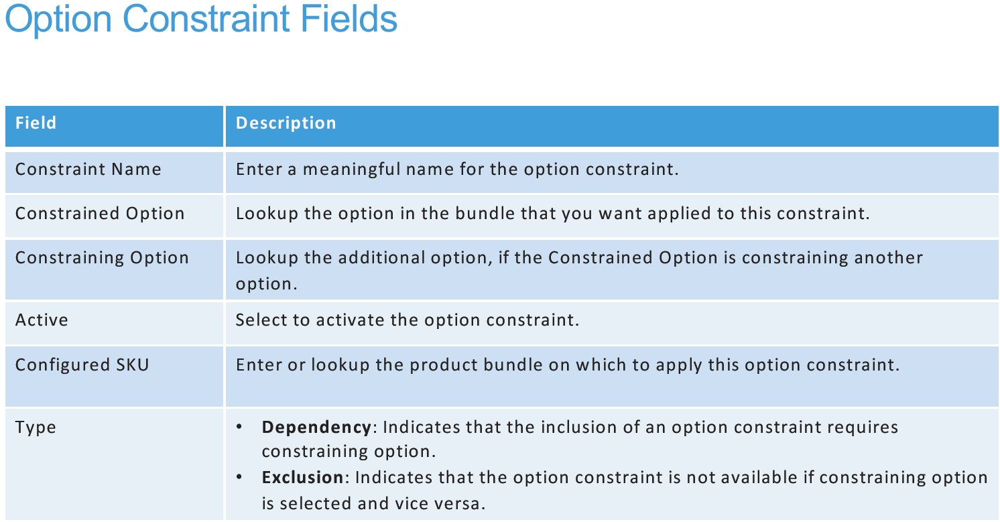 Option Constraint Fields
Field
Description
Constraint Name
Enter a meaningful name for the option constraint.
Constrained Option
Lookup the option in the bundle that you want applied to this constraint.
Constraining Option
Lookup the additional option, if the Constrained Option is constraining another
option.
Active
Select to activate the option constraint.
Configured SKU
Enter or lookup the product bundle on which to apply this option constraint.
Type
• Dependency: Indicates that the inclusion of an option constraint requires
constraining option.
• Exclusion: Indicates that the option constraint is not available if constraining option
is selected and vice versa.